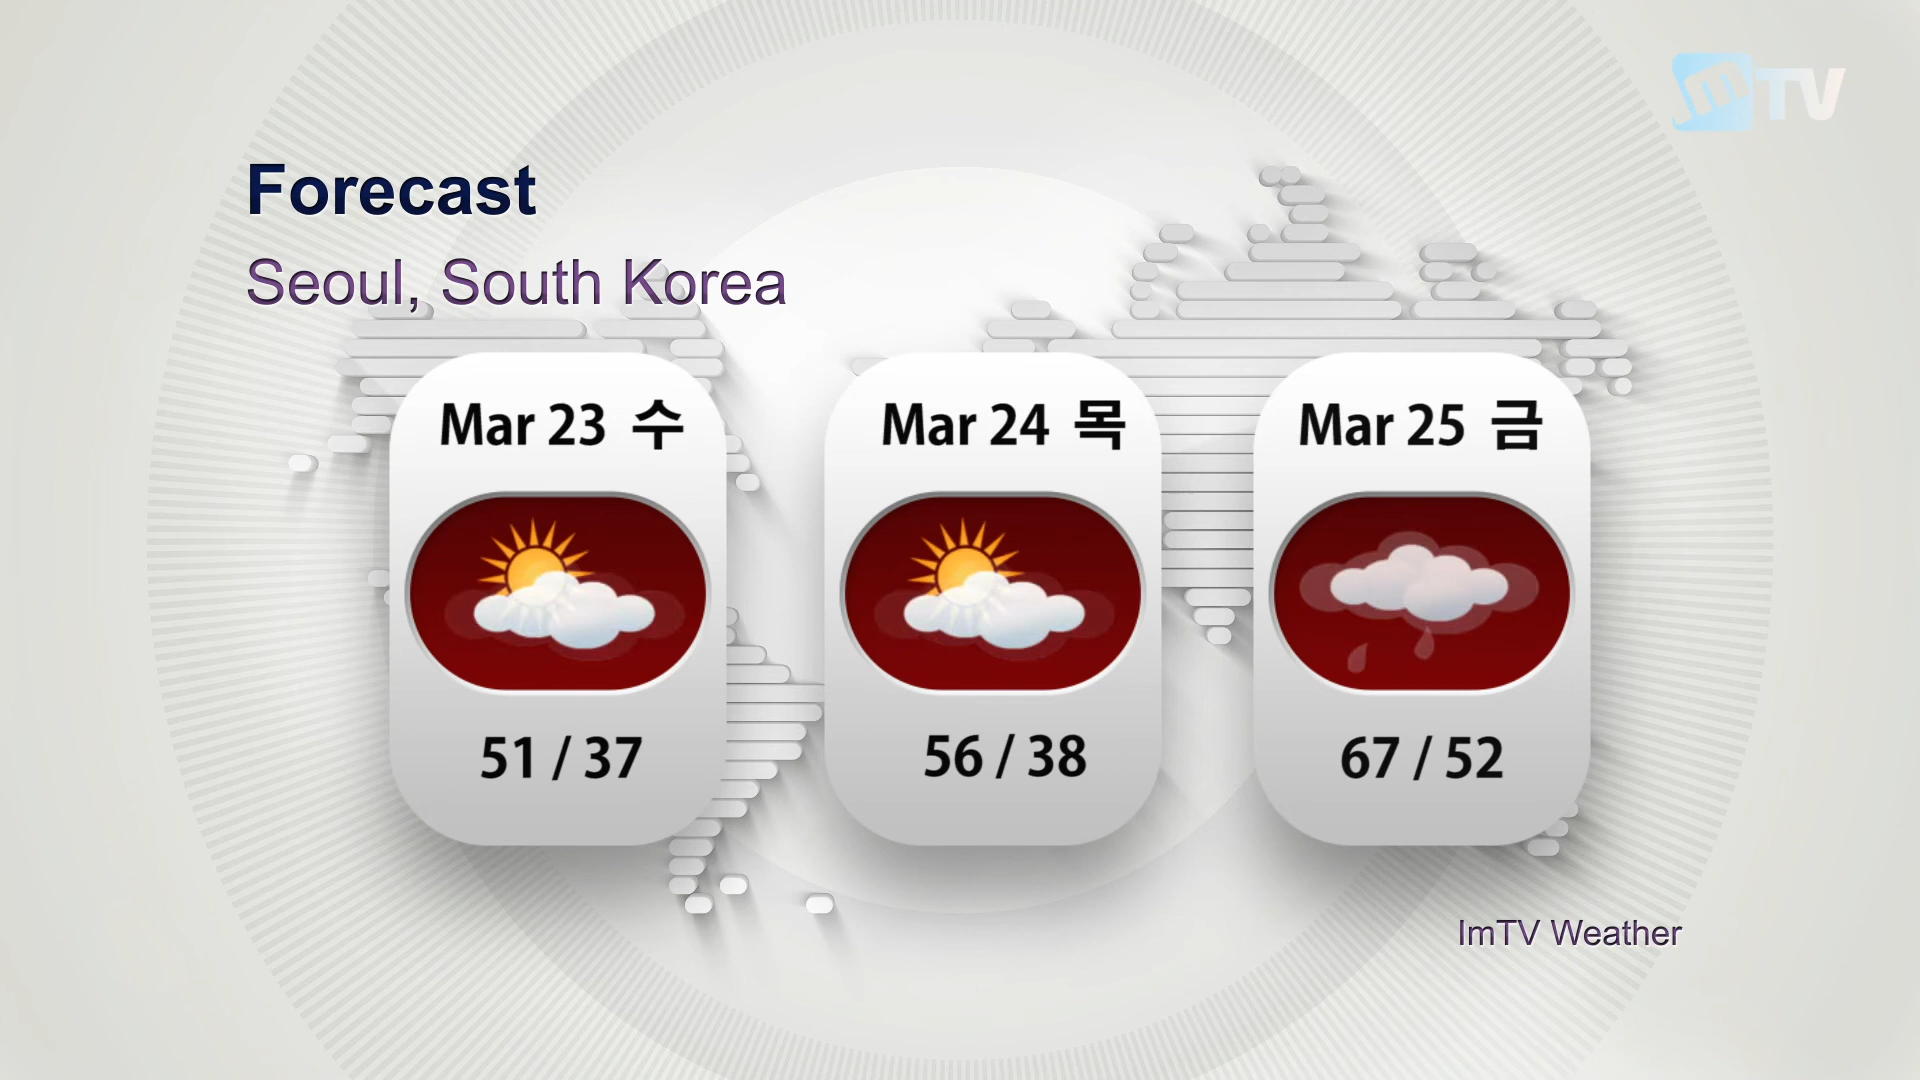 mTV
Forecast
Seoul, South Korea
Mar 23 수
Mar 24 목
Mar 25 금
51 / 37
56 / 38
67 / 52
ImTV Weather